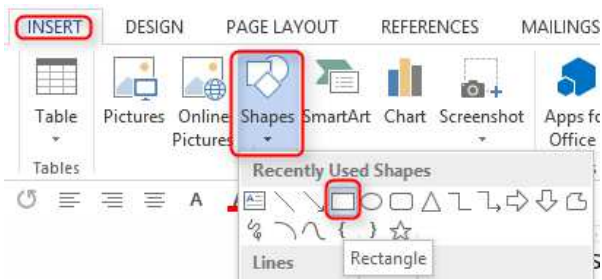 INSERT DESIGN PAGE LAYOUT REFERENCES MAILINGS
Table Pictures Online Pictures Shapes SmartArt Chart Screenshot Apps fo Office
Tables
Recently Used Shapes
A
Rectangle
Lines